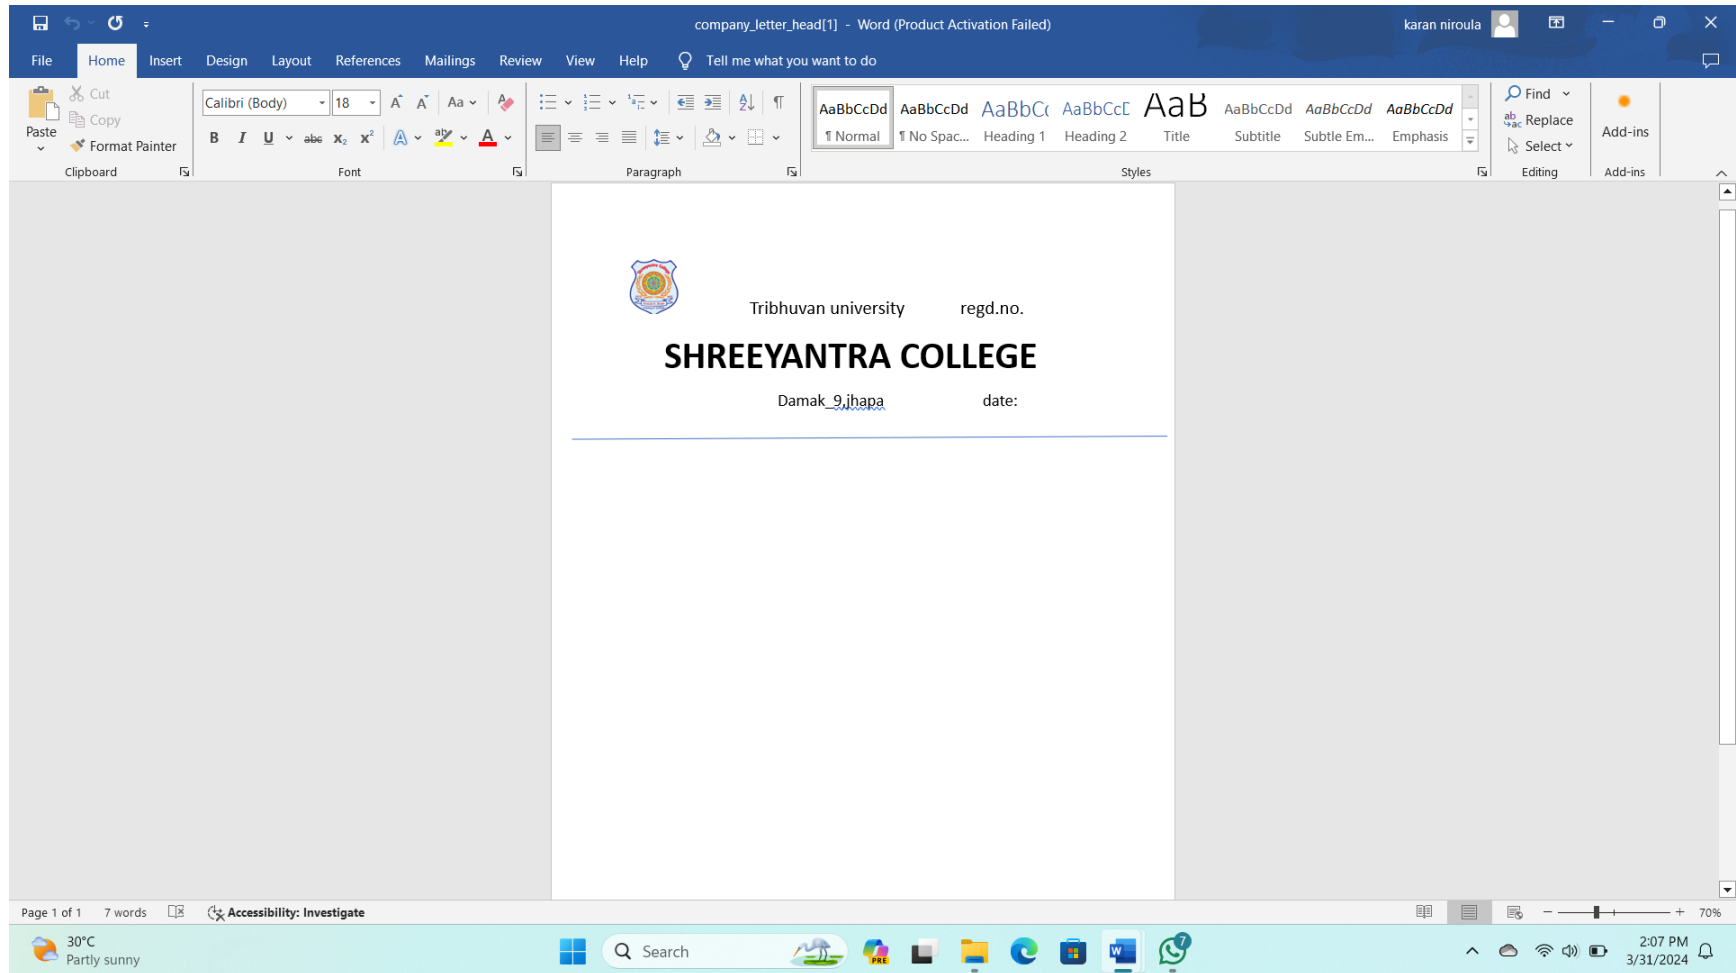 company_letter_head[1] - Word (Product Activation Failed)
karan niroula
File Home Insert Design Layout References Mailings Review View Help Tell me what you want to do
Paste
Cut
Copy
Format Painter
Clipboard
Calibri (Body) 18
Font
Paragraph
AaBbCcDd AaBbCcDd AaBbCc AaBbCcE AaB AaBbCcDd AaBbCcDd AaBbCcDd
¶ Normal ¶ No Spac... Heading 1 Heading 2 Title Subtitle Subtle Em... Emphasis
Styles
Find
Replace
Select
Editing
Add-ins
Add-ins
Tribhuvan university regd.no.
SHREEYANTRA COLLEGE
Damak_9,jhapa date:
Page 1 of 1 7 words Accessibility: Investigate
70%
30°C
Partly sunny
Search
PRE
7
2:07 PM
3/31/2024